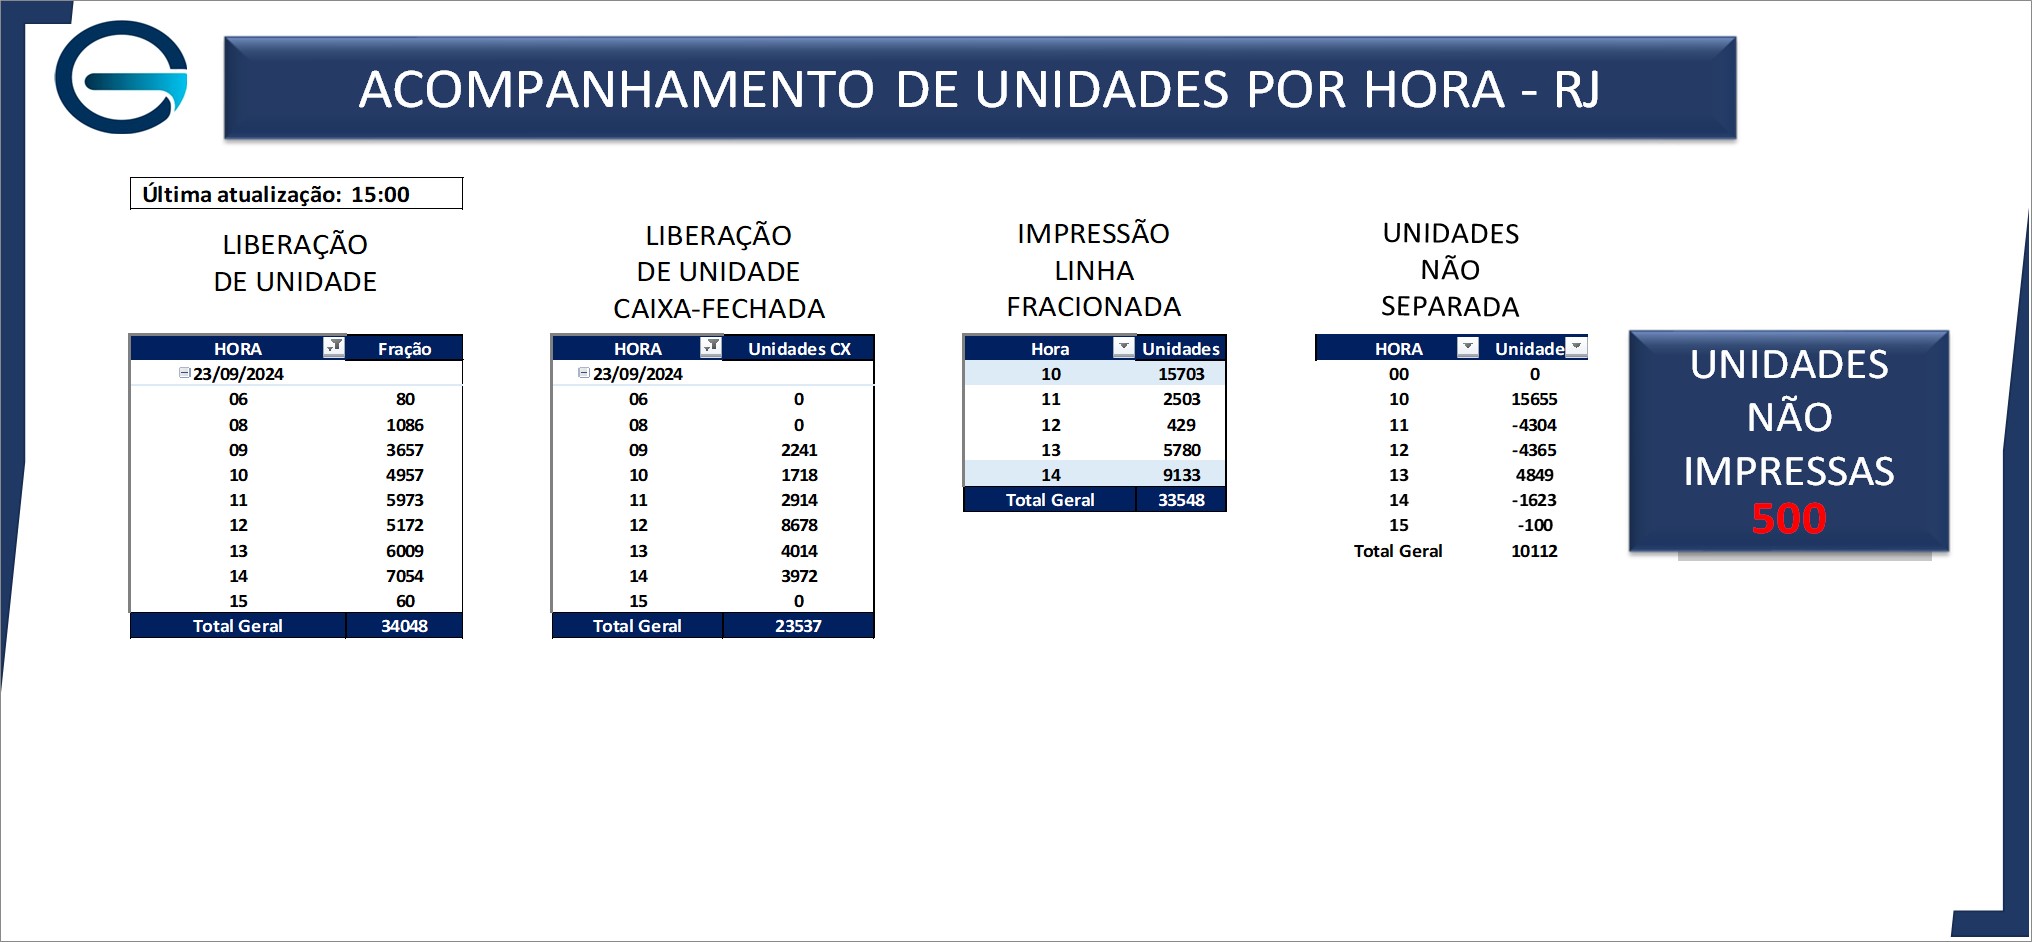 ACOMPANHAMENTO DE UNIDADES POR HORA - RJ
Última atualização: 15:00
LIBERAÇÃO
DE UNIDADE
HORA Fração
23/09/2024
06 80
08 1086
09 3657
10 4957
11 5973
12 5172
13 6009
14 7054
15 60
Total Geral 34048
LIBERAÇÃO
DE UNIDADE
CAIXA-FECHADA
HORA Unidades CX
23/09/2024
06 0
08 0
09 2241
10 1718
11 2914
12 8678
13 4014
14 3972
15 0
Total Geral 23537
IMPRESSÃO
LINHA
FRACIONADA
Hora Unidades
10 15703
11 2503
12 429
13 5780
14 9133
Total Geral 33548
UNIDADES
NÃO
SEPARADA
HORA Unidade
00 0
10 15655
11 -4304
12 -4365
13 4849
14 -1623
15 -100
Total Geral 10112
UNIDADES
NÃO
IMPRESSAS
500